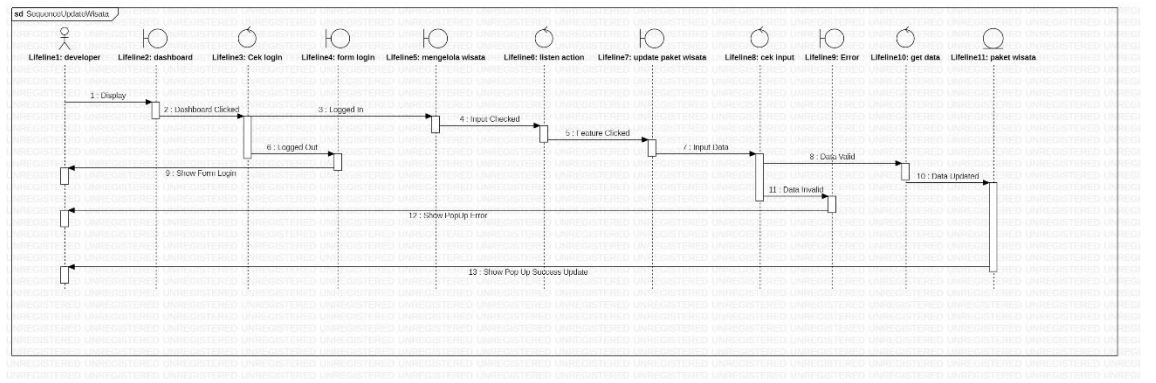 sd SequenceUpdateWisata
Lifeline1: developer
Lifeline2: dashboard
Lifeline3: Cek login
Lifeline4: form login
Lifeline5: mengelola wisata
Lifeline6: listen action
Lifeline7: update paket wisata
Lifeline8: cek input
Lifeline9: Error
Lifeline10: get data
Lifeline11: paket wisata
1 : Display
2 : Dashboard Clicked
3 : Logged In
4 : Input Checked
5 : Feature Clicked
6 : Logged Out
7 : Input Data
8 : Data Valid
9 : Show Form Login
10 : Data Updated
11 : Data Invalid
12 : Show PopUp Error
13 : Show Pop Up Success Update
UNREGISTERED